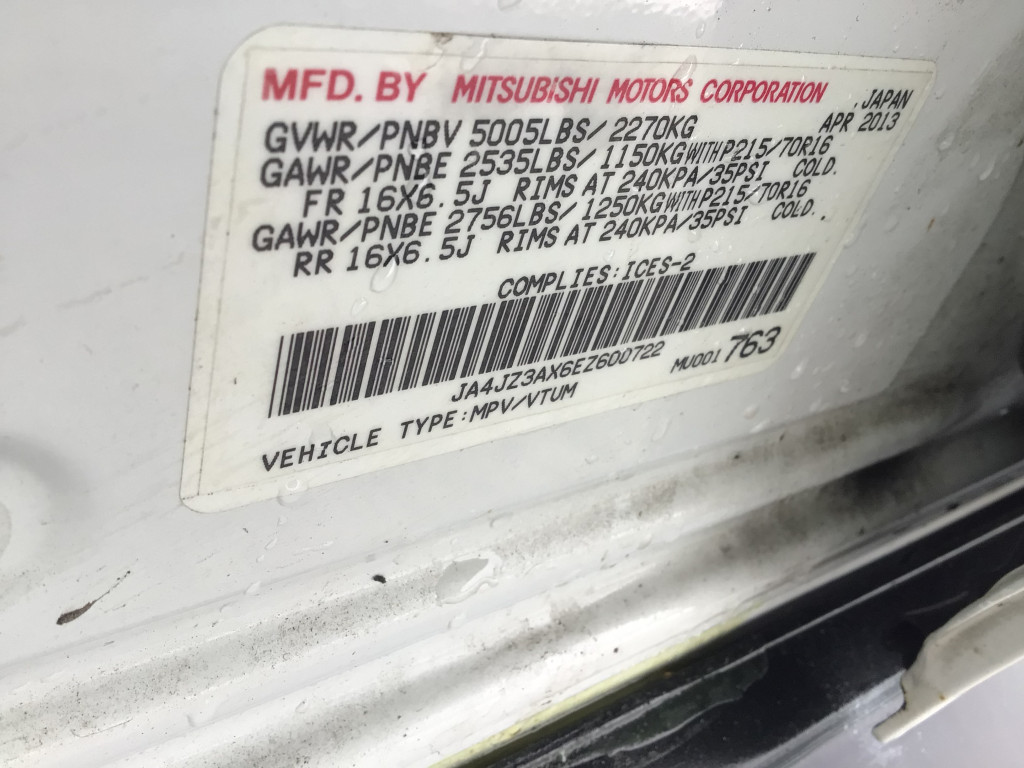 MFD. BY MITSUBISHI MOTORS CORPORATION , JAPAN
GVWR/PNBV 5005LBS/ 2270KG APR 2013
GAWR/PNBE 2535LBS/ 1150KG WITH P215/70R16
FR 16X6.5J RIMS AT 240KPA/35PSI COLD.
GAWR/PNBE 2756LBS/ 1250KG WITH P215/70R16
RR 16X6.5J RIMS AT 240KPA/35PSI COLD.
COMPLIES:ICES-2
JA4JZ3AX6EZ600722 MU001 763
VEHICLE TYPE:MPV/VTUM